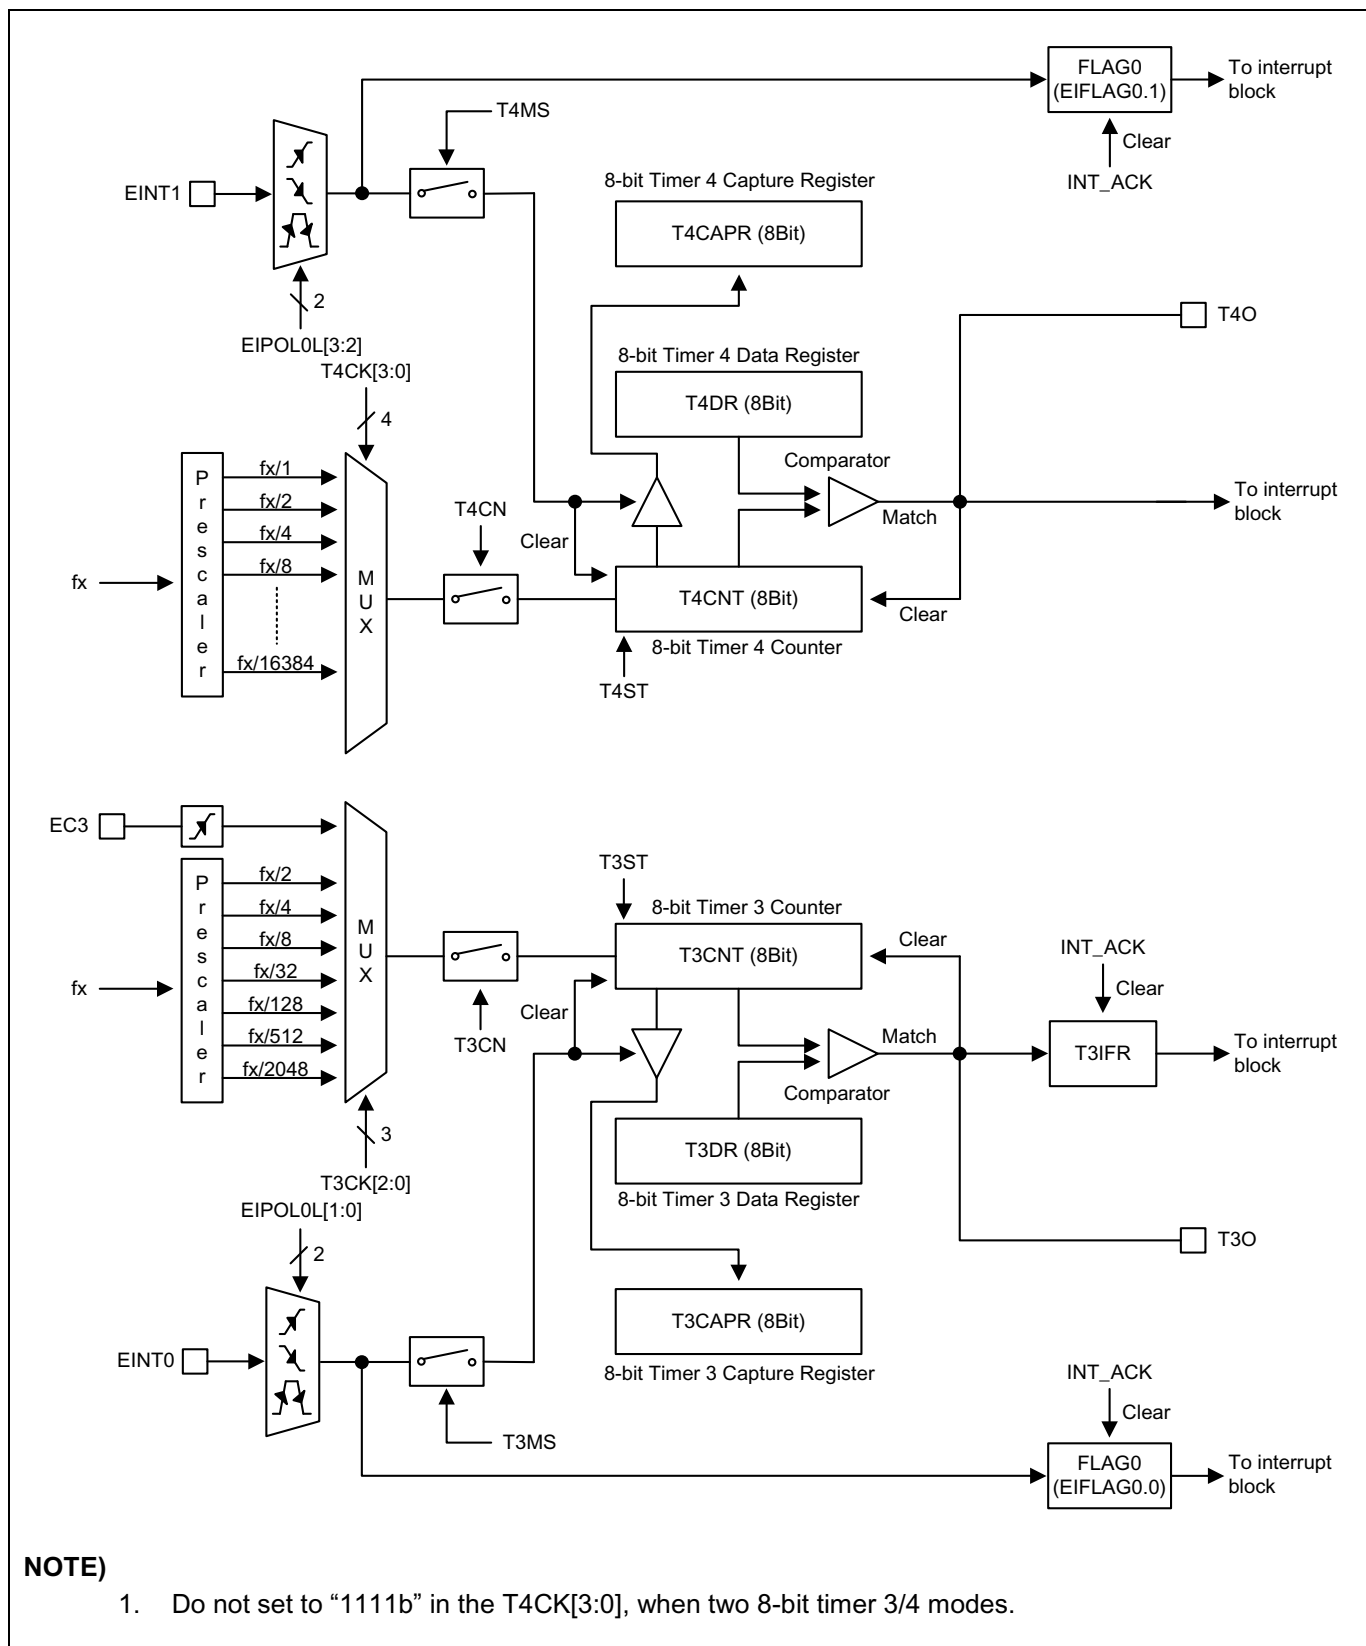 FLAG0
(EIFLAG0.1)
To interrupt
block
T4MS
Clear
INT_ACK
EINT1
8-bit Timer 4 Capture Register
T4CAPR (8Bit)
2
EIPOL0L[3:2]
T4O
T4CK[3:0]
8-bit Timer 4 Data Register
T4DR (8Bit)
4
Prescaler
fx/1
fx/2
fx/4
fx/8
fx/16384
fx
MUX
T4CN
Comparator
Match
To interrupt
block
Clear
T4CNT (8Bit)
Clear
8-bit Timer 4 Counter
T4ST
EC3
Prescaler
fx/2
fx/4
fx/8
fx/32
fx/128
fx/512
fx/2048
fx
MUX
T3ST
8-bit Timer 3 Counter
T3CNT (8Bit)
Clear
INT_ACK
Clear
Clear
T3CN
Match
T3IFR
To interrupt
block
Comparator
3
T3DR (8Bit)
T3CK[2:0]
8-bit Timer 3 Data Register
EIPOL0L[1:0]
2
T3O
T3CAPR (8Bit)
8-bit Timer 3 Capture Register
EINT0
INT_ACK
Clear
T3MS
FLAG0
(EIFLAG0.0)
To interrupt
block
NOTE)
1. Do not set to “1111b” in the T4CK[3:0], when two 8-bit timer 3/4 modes.